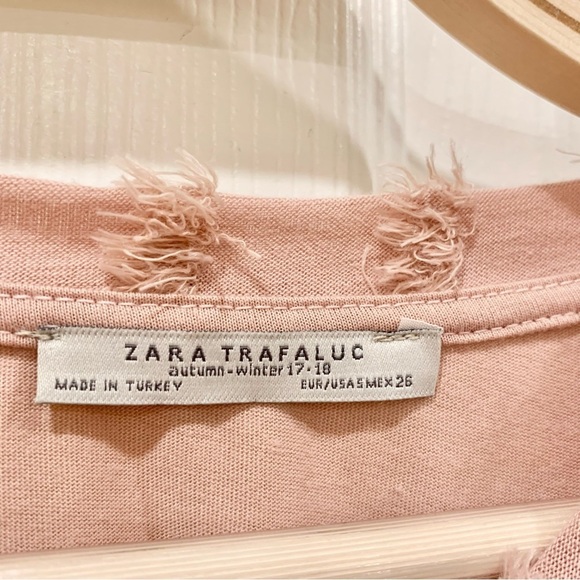 ZARA TRAFALUC
autumn-winter 17·18
MADE IN TURKEY EUR/USA S MEX 26